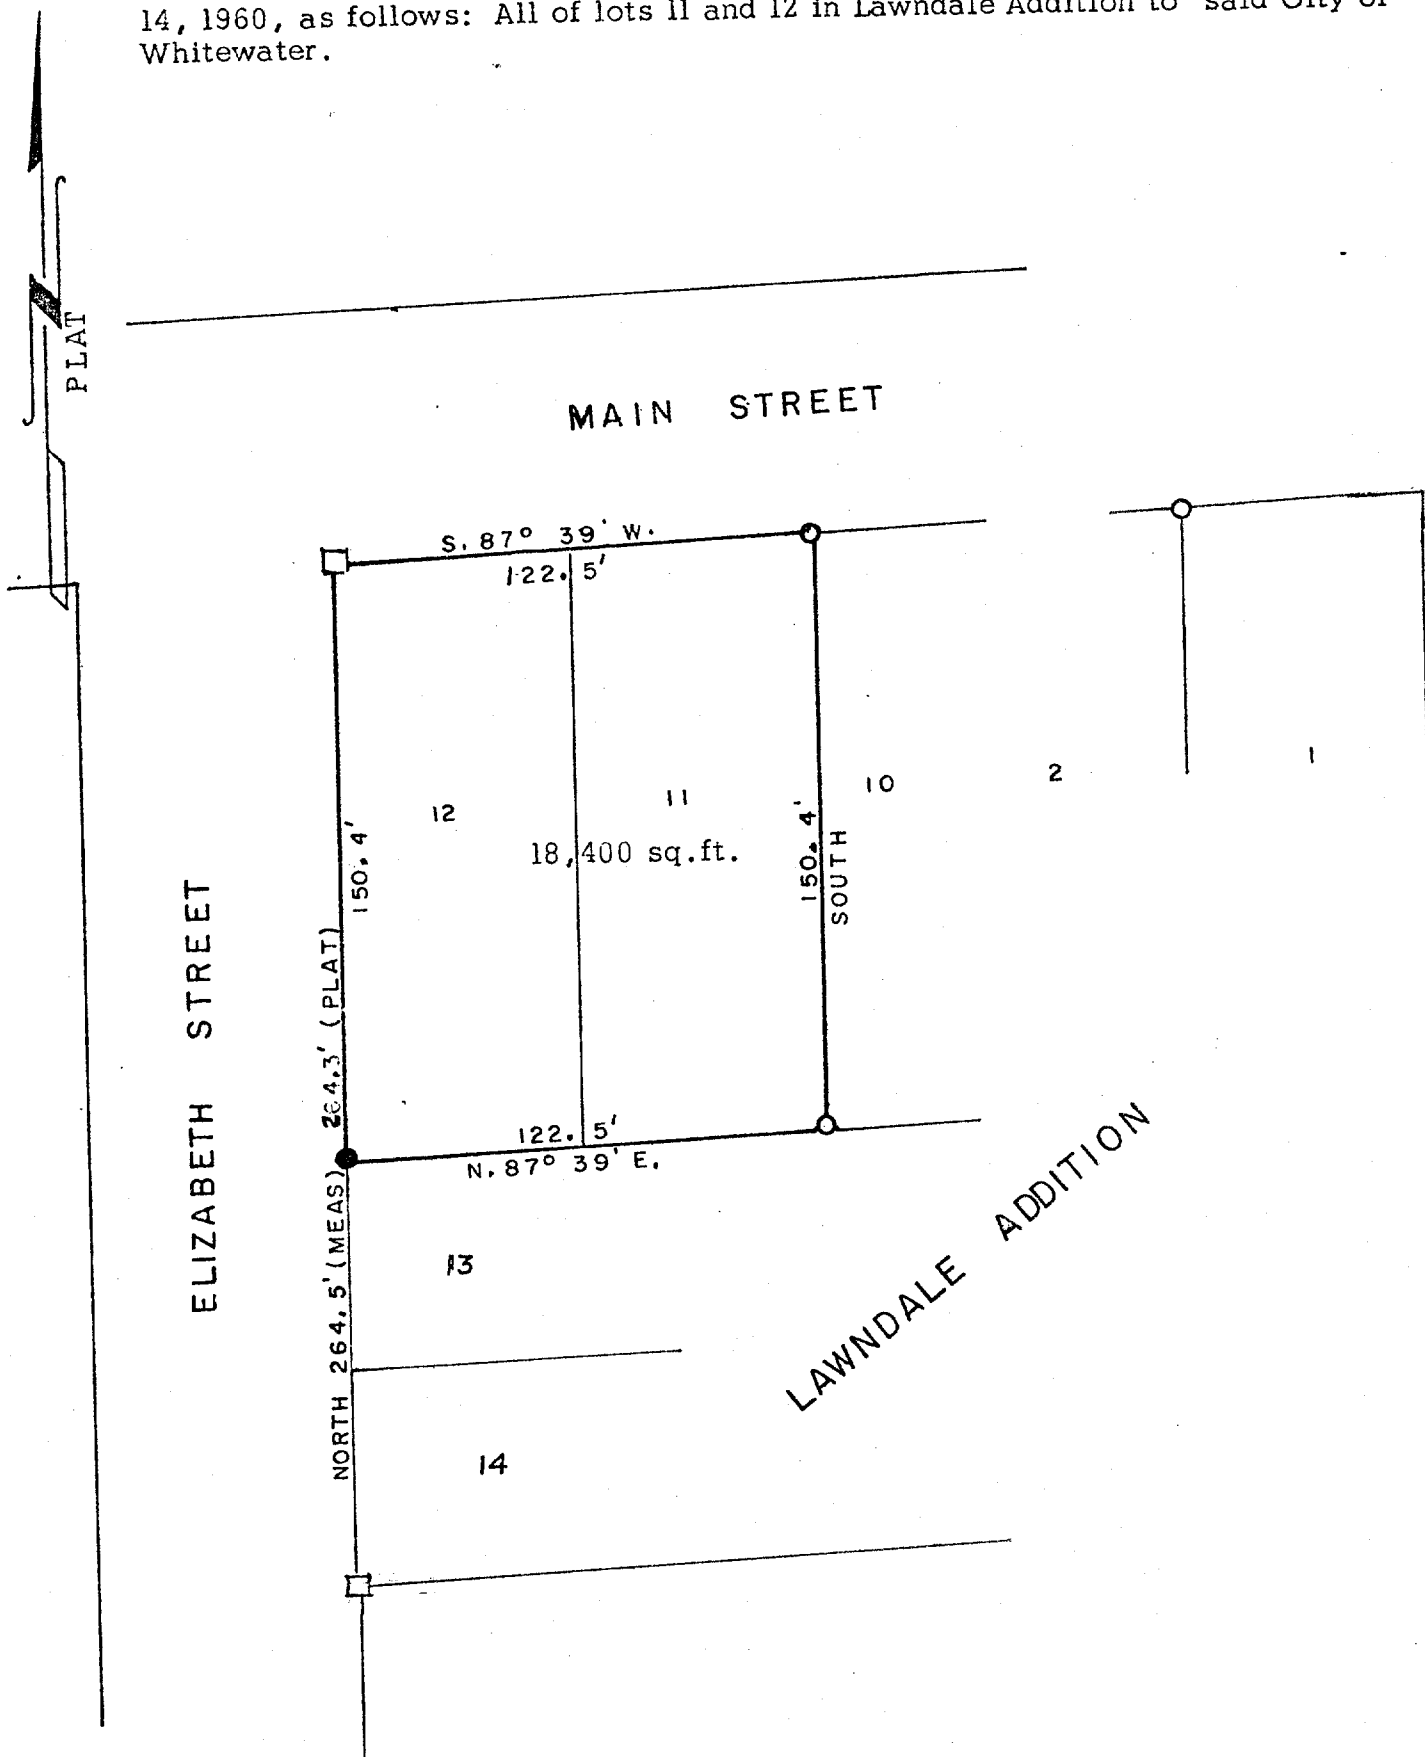 14, 1960, as follows: All of lots 11 and 12 in Lawndale Addition to said City of
Whitewater.
N
PLAT
MAIN STREET
S. 87° 39' W.
122.5'
12
11
10
2
1
18,400 sq.ft.
150.4'
150.4'
SOUTH
ELIZABETH STREET
264.3' (PLAT)
122.5'
N. 87° 39' E.
NORTH 264.5' (MEAS)
13
14
LAWNDALE ADDITION